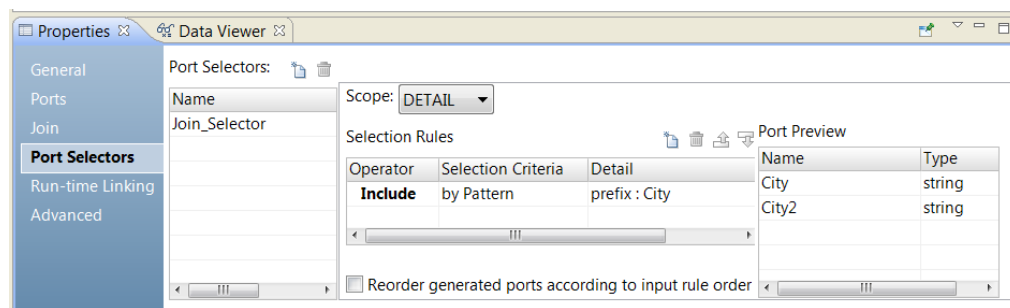 Properties Data Viewer
General
Ports
Join
Port Selectors
Run-time Linking
Advanced
Port Selectors:
Name
Join_Selector
Scope: DETAIL
Selection Rules
Operator Selection Criteria Detail
Include by Pattern prefix : City
Reorder generated ports according to input rule order
Port Preview
Name Type
City string
City2 string